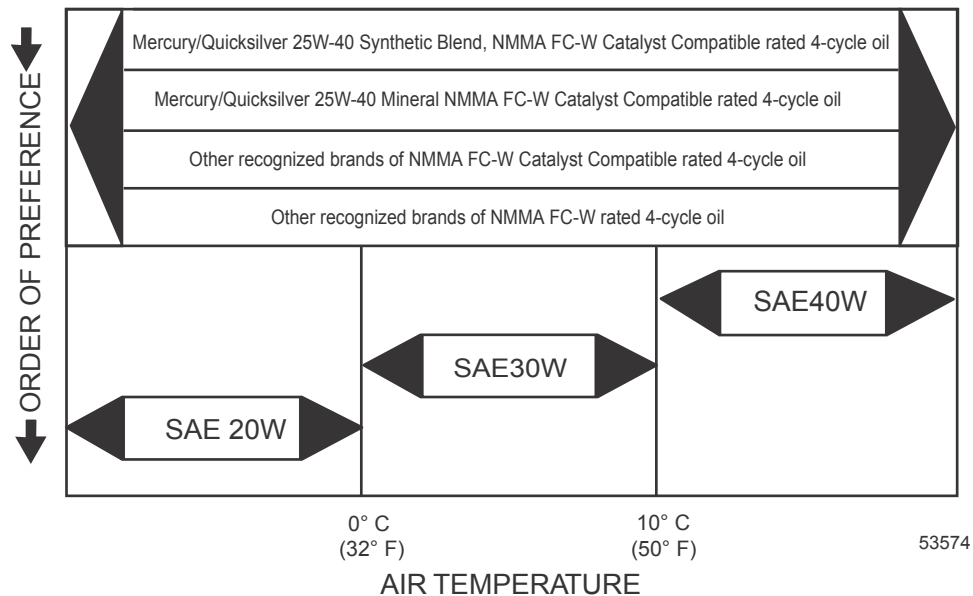 Mercury/Quicksilver 25W-40 Synthetic Blend, NMMA FC-W Catalyst Compatible rated 4-cycle oil
Mercury/Quicksilver 25W-40 Mineral NMMA FC-W Catalyst Compatible rated 4-cycle oil
Other recognized brands of NMMA FC-W Catalyst Compatible rated 4-cycle oil
Other recognized brands of NMMA FC-W rated 4-cycle oil
ORDER OF PREFERENCE
SAE40W
SAE30W
SAE 20W
0° C
(32° F)
10° C
(50° F)
53574
AIR TEMPERATURE